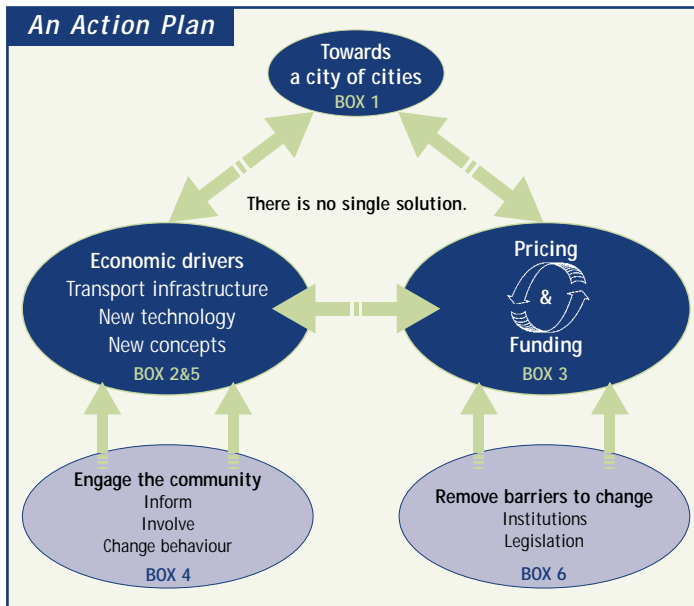 An Action Plan
Towards
a city of cities
BOX 1
There is no single solution.
Economic drivers
Transport infrastructure
New technology
New concepts
BOX 2&5
Pricing
&
Funding
BOX 3
Engage the community
Inform
Involve
Change behaviour
BOX 4
Remove barriers to change
Institutions
Legislation
BOX 6